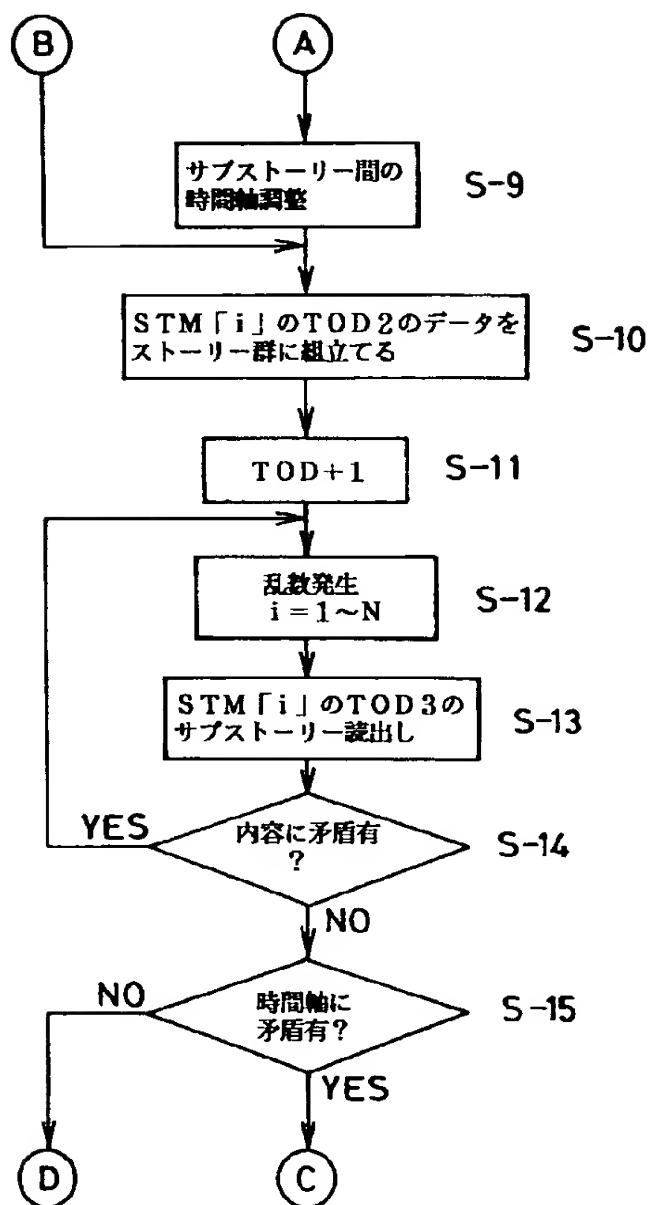 B
A
サブストーリー間の
時間軸調整
S-9
STM「i」のTOD2のデータを
ストーリー群に組立てる
S-10
TOD+1
S-11
乱数発生
i=1~N
S-12
STM「i」のTOD3の
サブストーリー読出し
S-13
YES
内容に矛盾有
?
S-14
NO
NO
時間軸に
矛盾有?
S-15
YES
D
C